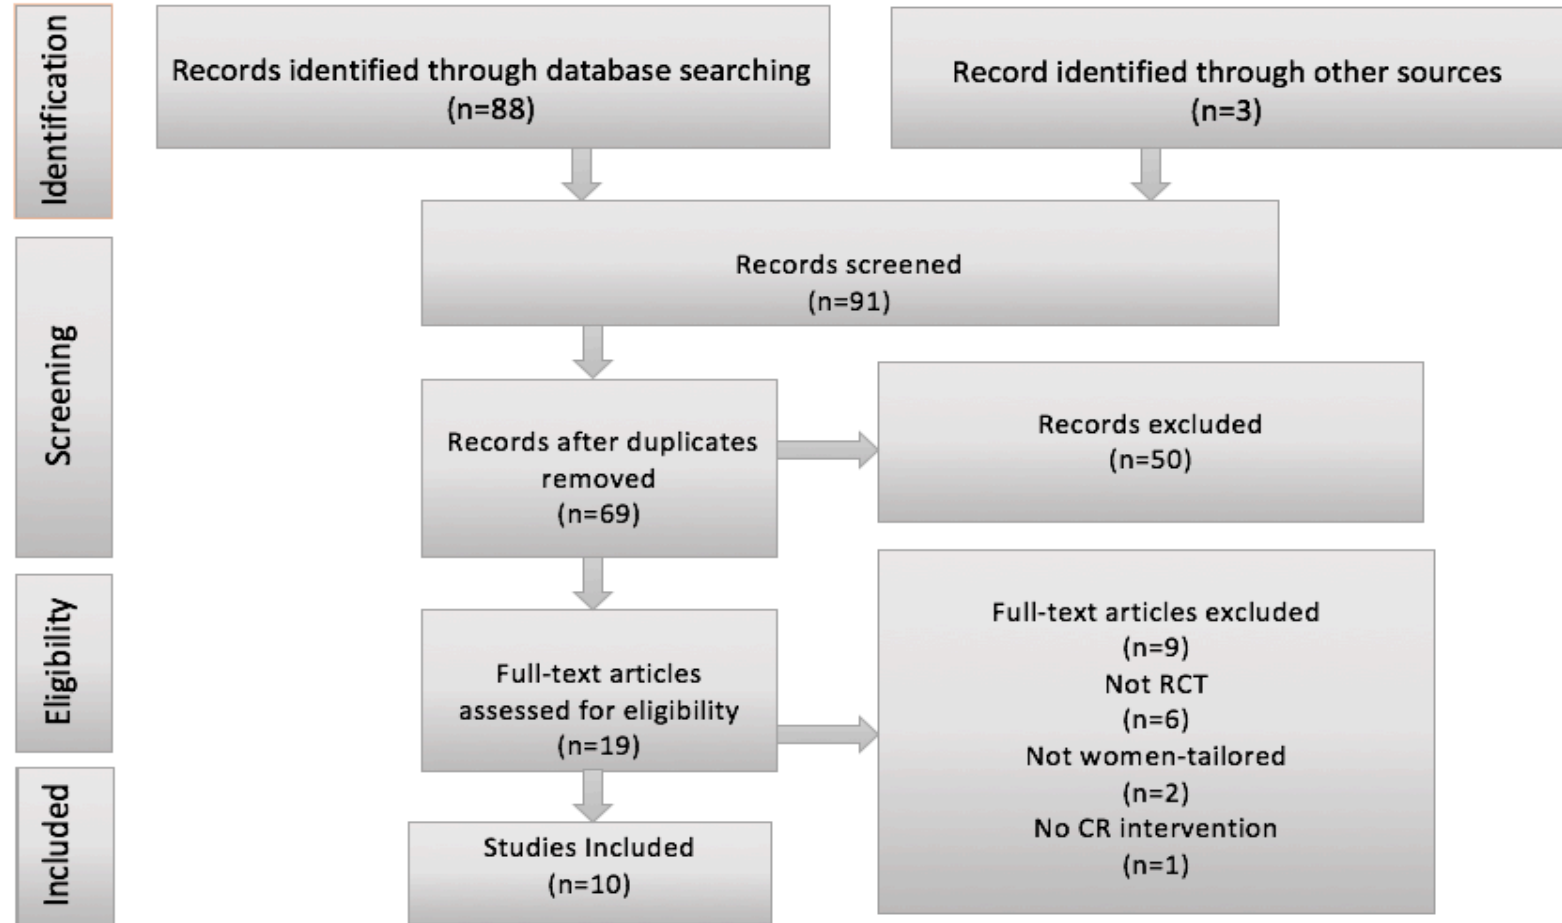 Identification
Records identified through database searching
(n=88)
Record identified through other sources
(n=3)
Screening
Records screened
(n=91)
Records after duplicates
removed
(n=69)
Records excluded
(n=50)
Eligibility
Full-text articles
assessed for eligibility
(n=19)
Full-text articles excluded
(n=9)
Not RCT
(n=6)
Not women-tailored
(n=2)
No CR intervention
(n=1)
Included
Studies Included
(n=10)